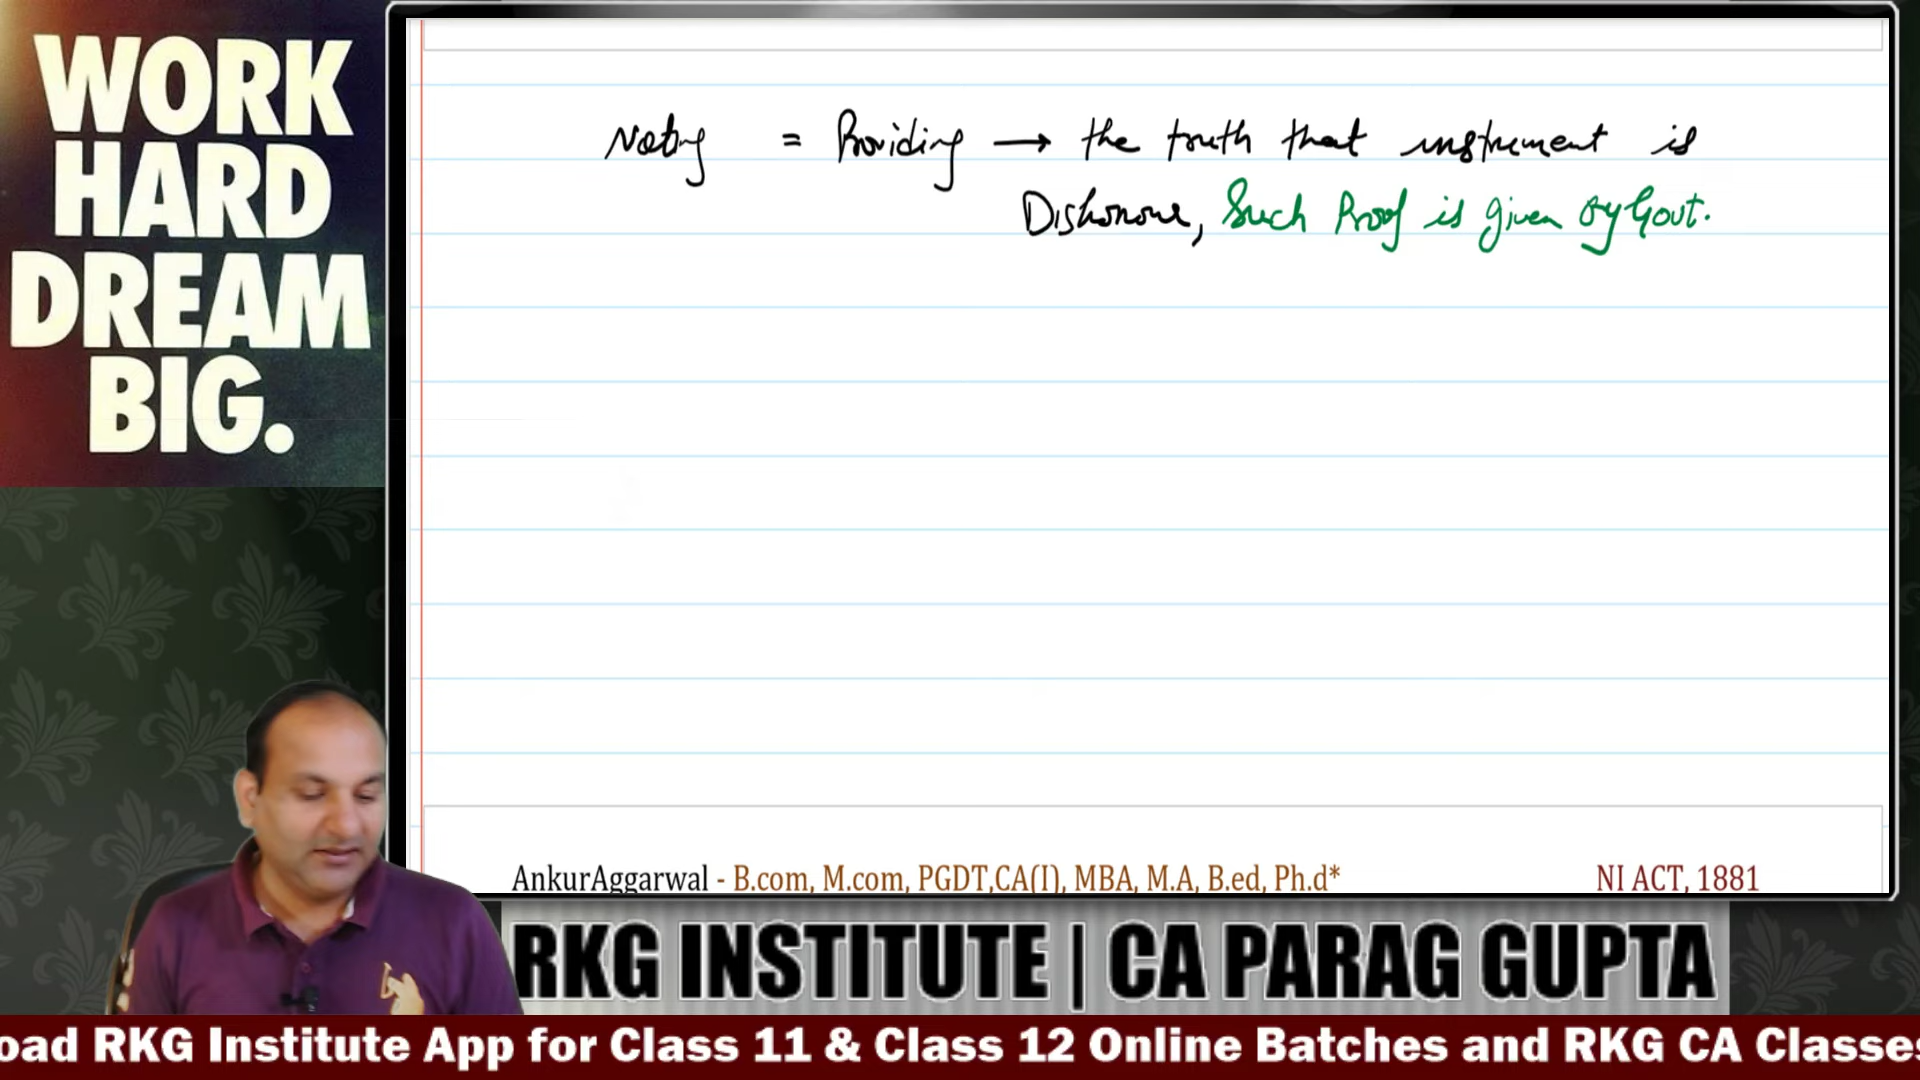 WORK
HARD
DREAM
BIG.
Noting = Providing → the truth that instrument is
Dishonour, Such Proof is given By Govt.
AnkurAggarwal - B.com, M.com, PGDT,CA(I), MBA, M.A, B.ed, Ph.d*
NI ACT, 1881
RKG INSTITUTE | CA PARAG GUPTA
oad RKG Institute App for Class 11 & Class 12 Online Batches and RKG CA Classes